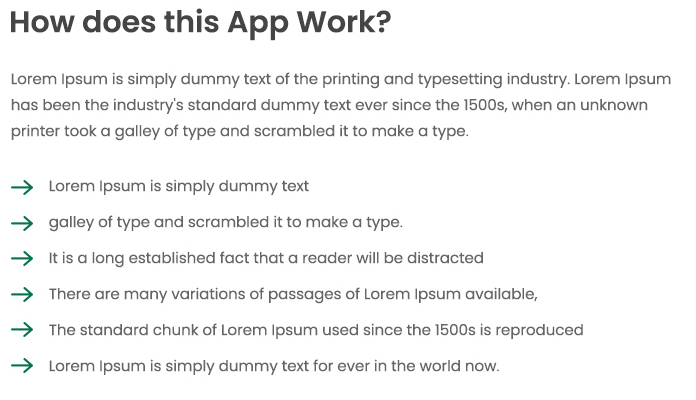 How does this App Work?
Lorem Ipsum is simply dummy text of the printing and typesetting industry. Lorem Ipsum
has been the industry's standard dummy text ever since the 1500s, when an unknown
printer took a galley of type and scrambled it to make a type.
Lorem Ipsum is simply dummy text
galley of type and scrambled it to make a type.
It is a long established fact that a reader will be distracted
There are many variations of passages of Lorem Ipsum available,
The standard chunk of Lorem Ipsum used since the 1500s is reproduced
Lorem Ipsum is simply dummy text for ever in the world now.